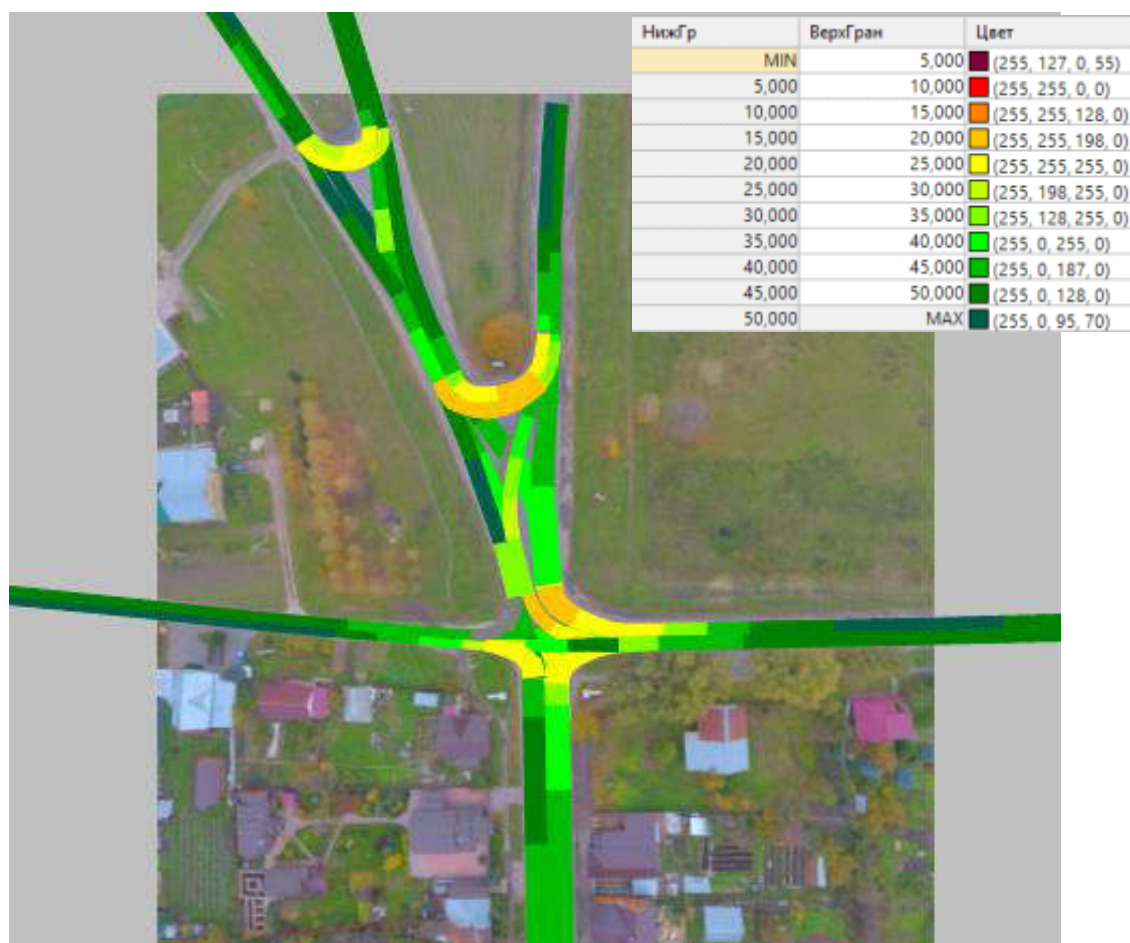 НижГр ВерхГран Цвет
MIN 5,000 (255, 127, 0, 55)
5,000 10,000 (255, 255, 0, 0)
10,000 15,000 (255, 255, 128, 0)
15,000 20,000 (255, 255, 198, 0)
20,000 25,000 (255, 255, 255, 0)
25,000 30,000 (255, 198, 255, 0)
30,000 35,000 (255, 128, 255, 0)
35,000 40,000 (255, 0, 255, 0)
40,000 45,000 (255, 0, 187, 0)
45,000 50,000 (255, 0, 128, 0)
50,000 MAX (255, 0, 95, 70)